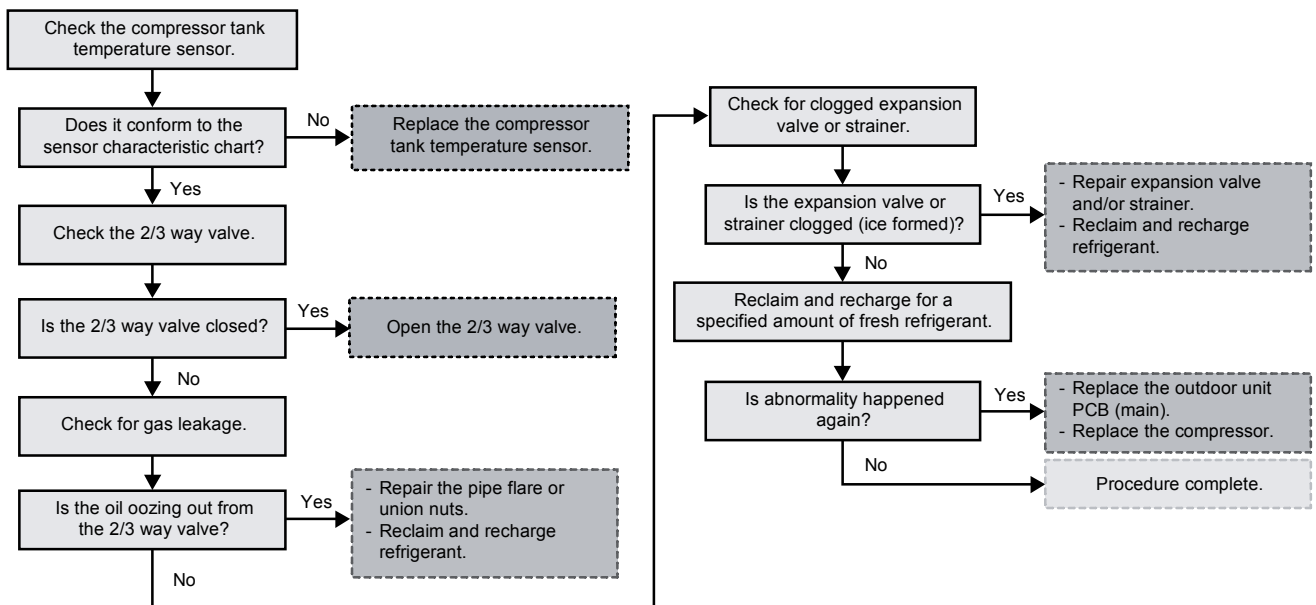 Check the compressor tank
temperature sensor.
Does it conform to the
sensor characteristic chart?
No
Replace the compressor
tank temperature sensor.
Yes
Check the 2/3 way valve.
Is the 2/3 way valve closed?
Yes
Open the 2/3 way valve.
No
Check for gas leakage.
Is the oil oozing out from
the 2/3 way valve?
Yes
- Repair the pipe flare or
union nuts.
- Reclaim and recharge
refrigerant.
No
Check for clogged expansion
valve or strainer.
Is the expansion valve or
strainer clogged (ice formed)?
Yes
- Repair expansion valve
and/or strainer.
- Reclaim and recharge
refrigerant.
No
Reclaim and recharge for a
specified amount of fresh refrigerant.
Is abnormality happened
again?
Yes
- Replace the outdoor unit
PCB (main).
- Replace the compressor.
No
Procedure complete.